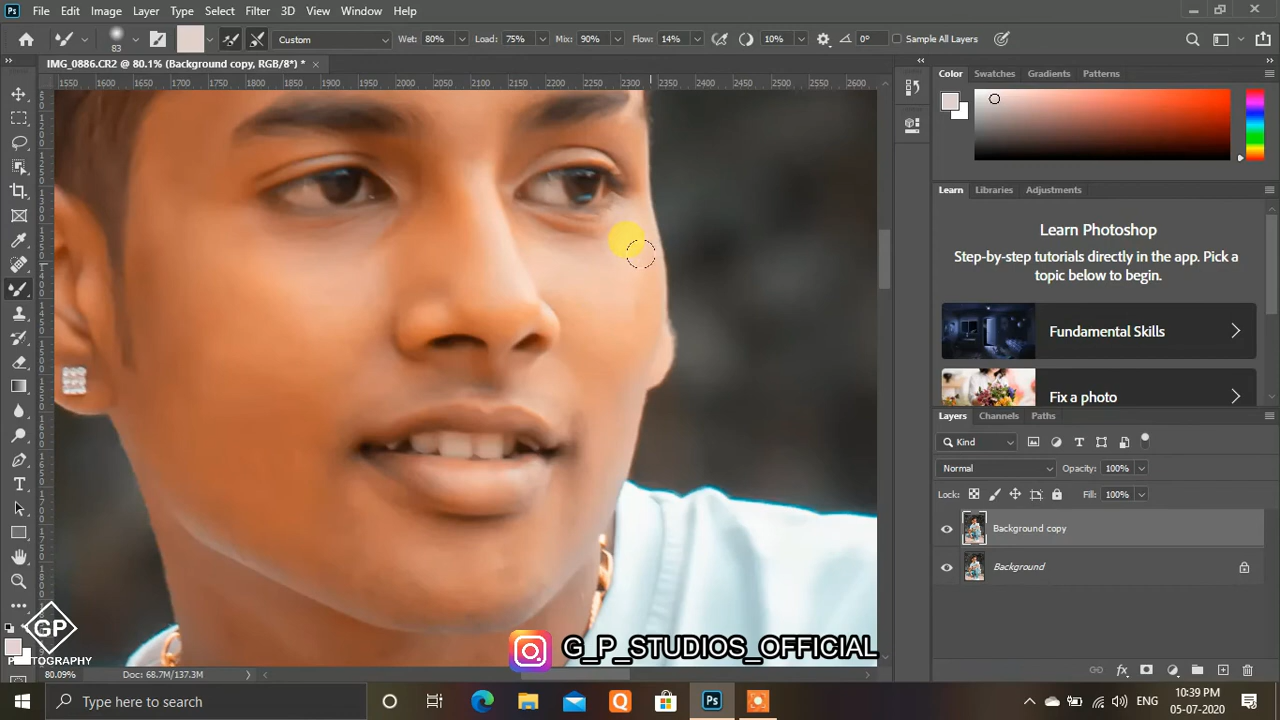 Ps File Edit Image Layer Type Select Filter 3D View Window Help
83 Custom Wet: 80% Load: 75% Mix: 90% Flow: 14% 10% 0° Sample All Layers
IMG_0886.CR2 @ 80.1% (Background copy, RGB/8*) *
1550 1600 1650 1700 1750 1800 1850 1900 1950 2000 2050 2100 2150 2200 2250 2300 2350 2400 2450 2500 2550 2600
Color Swatches Gradients Patterns
Learn Libraries Adjustments
Learn Photoshop
Step-by-step tutorials directly in the app. Pick a
topic below to begin.
Fundamental Skills
Fix a photo
Layers Channels Paths
Kind
Normal Opacity: 100%
Lock: Fill: 100%
Background copy
Background
GP
PHOTOGRAPHY
G_P_STUDIOS_OFFICIAL
80.09% Doc: 68.7M/137.3M
Type here to search
Q
Ps
ENG
10:39 PM
05-07-2020